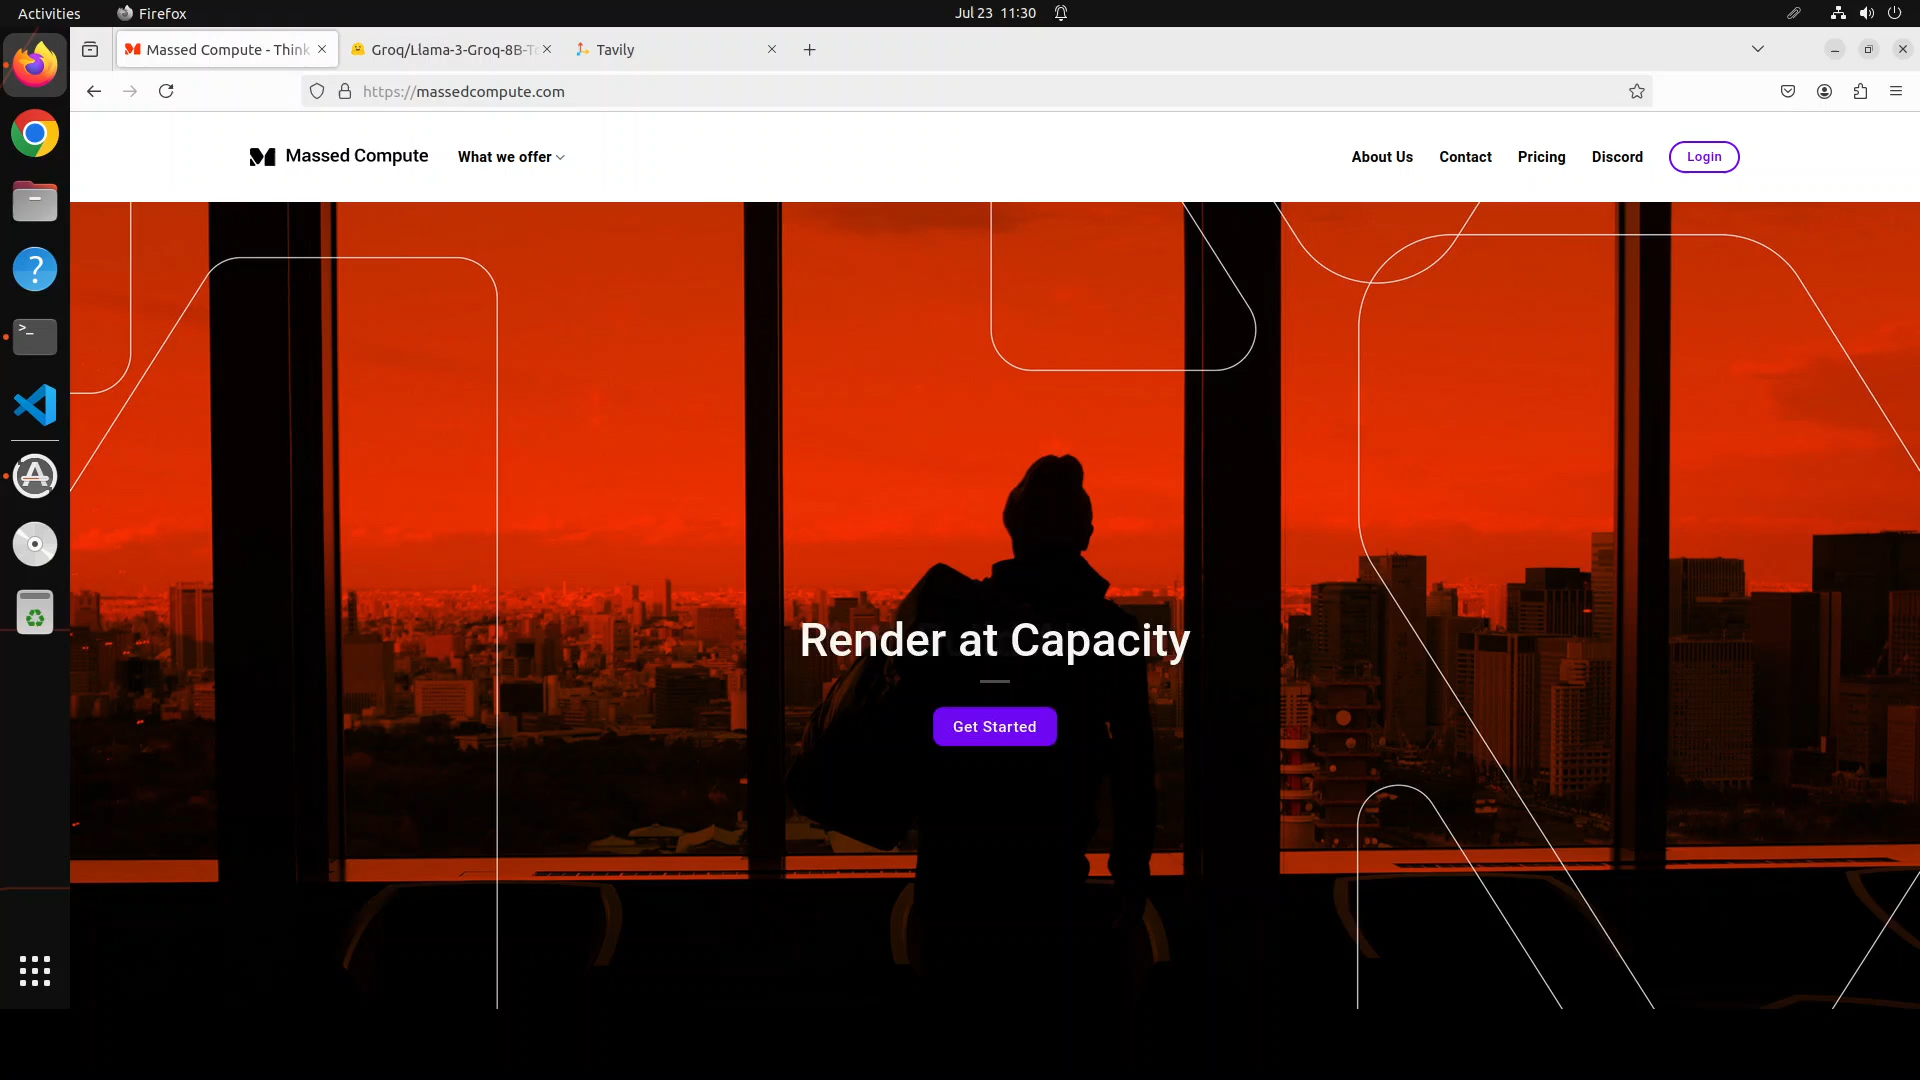 Activities
Firefox
Jul 23 11:30
Massed Compute - Think
Groq/Llama-3-Groq-8B-To
Tavily
https://massedcompute.com
Massed Compute
What we offer
About Us
Contact
Pricing
Discord
Login
Render at Capacity
Get Started